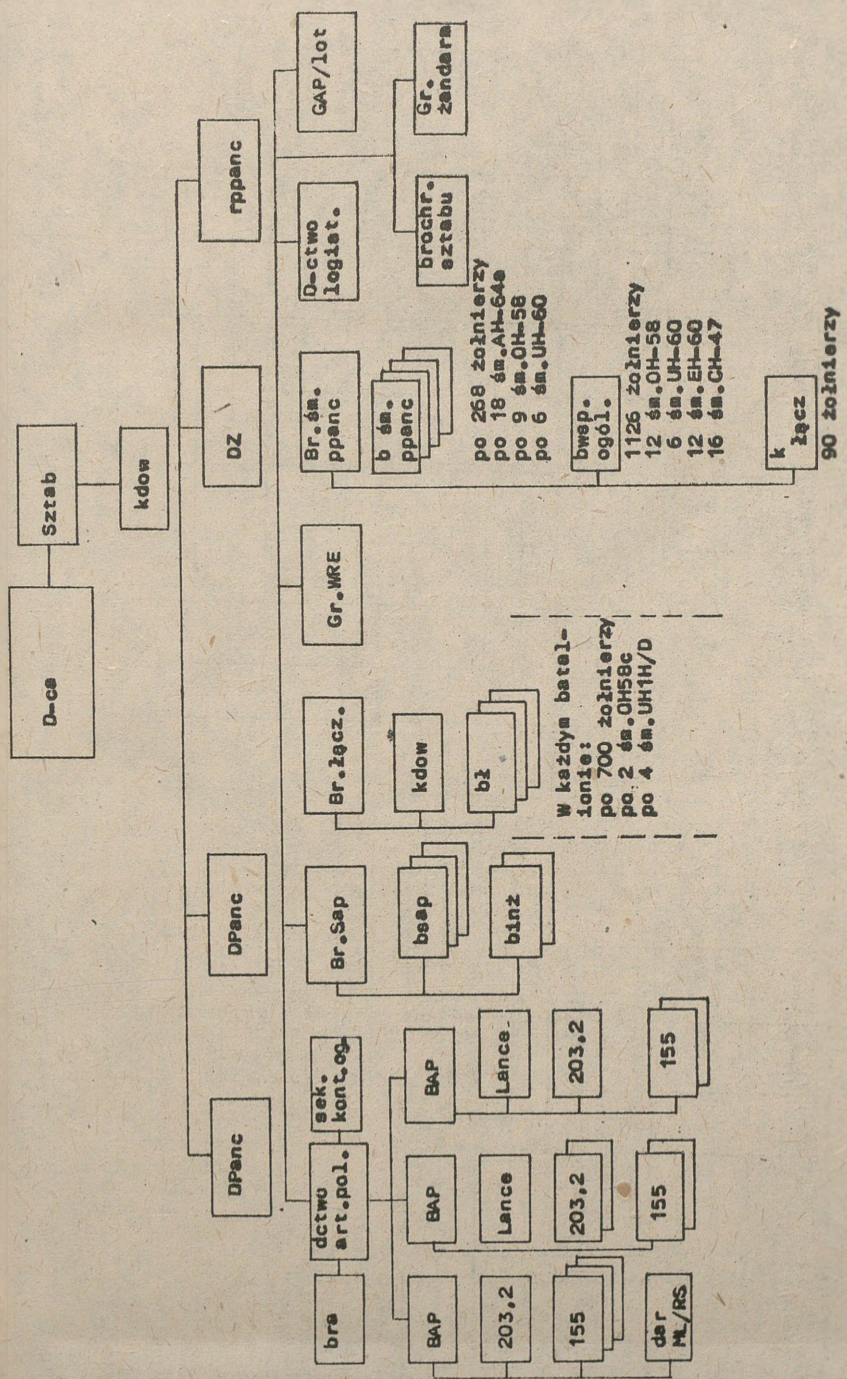 D-ca
Sztab
kdow
DPanc
DPanc
DZ
rppanc
bra
dctwo
art.pol.
sek.
kont.og.
Br.Sap
Br.łącz.
Gr.WRE
Br.śm.
ppanc
D-ctwo
logist.
GAP/lot
BAP
203,2
155
dar
ML/RS
BAP
Lance
203,2
155
BAP
Lance
203,2
155
bsap
binż
kdow
bł
W każdym batal-
ionie:
po 700 żołnierzy
po 2 śm.OH58c
po 4 śm.UH1H/D
b śm.
ppanc
po 268 żołnierzy
po 18 śm.AH-64a
po 9 śm.OH-58
po 6 śm.UH-60
bwsp.
ogól.
1126 żołnierzy
12 śm.OH-58
6 śm.UH-60
12 śm.EH-60
16 śm.CH-47
k
łącz
90 żołnierzy
brochr.
sztabu
Gr.
żandarm